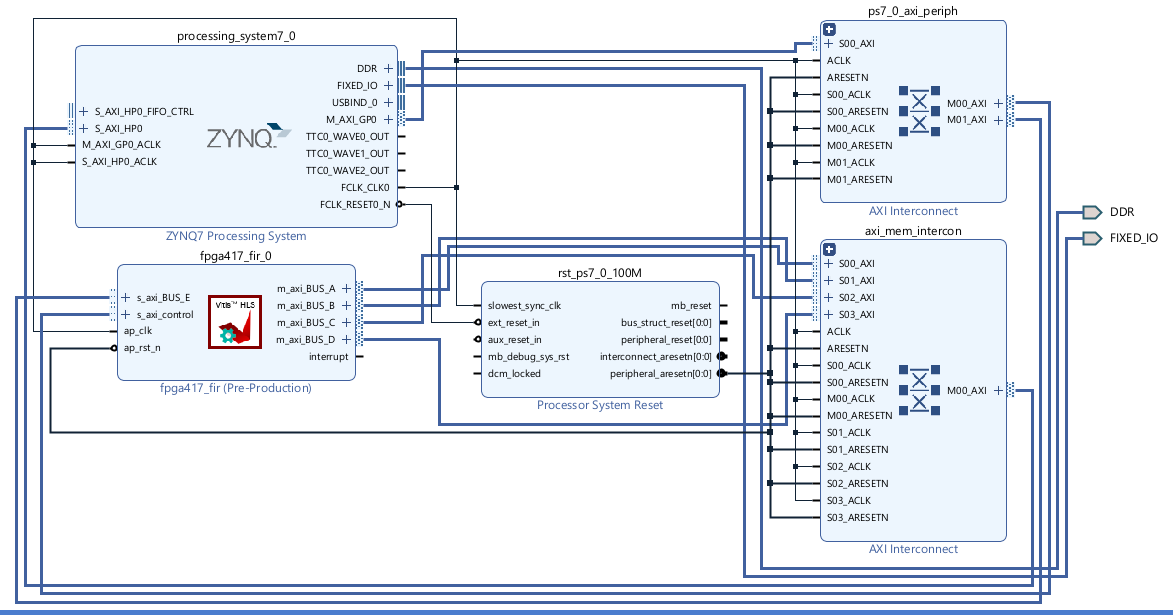 processing_system7_0
S_AXI_HP0_FIFO_CTRL
S_AXI_HP0
M_AXI_GP0_ACLK
S_AXI_HP0_ACLK
ZYNQ
DDR
FIXED_IO
USBIND_0
M_AXI_GP0
TTC0_WAVE0_OUT
TTC0_WAVE1_OUT
TTC0_WAVE2_OUT
FCLK_CLK0
FCLK_RESET0_N
ZYNQ7 Processing System
fpga417_fir_0
s_axi_BUS_E
s_axi_control
ap_clk
ap_rst_n
Vitis™ HLS
m_axi_BUS_A
m_axi_BUS_B
m_axi_BUS_C
m_axi_BUS_D
interrupt
fpga417_fir (Pre-Production)
rst_ps7_0_100M
slowest_sync_clk
ext_reset_in
aux_reset_in
mb_debug_sys_rst
dcm_locked
mb_reset
bus_struct_reset[0:0]
peripheral_reset[0:0]
interconnect_aresetn[0:0]
peripheral_aresetn[0:0]
Processor System Reset
ps7_0_axi_periph
S00_AXI
ACLK
ARESETN
S00_ACLK
S00_ARESETN
M00_ACLK
M00_ARESETN
M01_ACLK
M01_ARESETN
M00_AXI
M01_AXI
AXI Interconnect
axi_mem_intercon
S00_AXI
S01_AXI
S02_AXI
S03_AXI
ACLK
ARESETN
S00_ACLK
S00_ARESETN
M00_ACLK
M00_ARESETN
S01_ACLK
S01_ARESETN
S02_ACLK
S02_ARESETN
S03_ACLK
S03_ARESETN
M00_AXI
AXI Interconnect
DDR
FIXED_IO